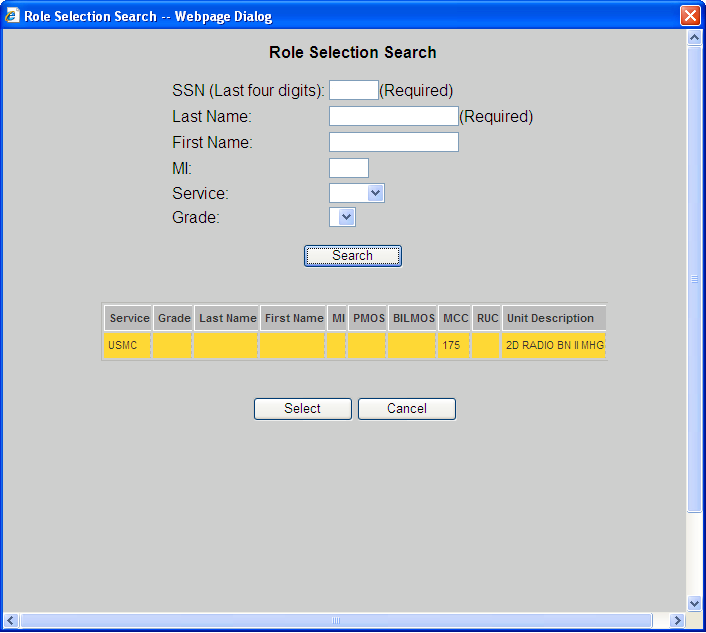 Role Selection Search -- Webpage Dialog
Role Selection Search
SSN (Last four digits): (Required)
Last Name: (Required)
First Name:
MI:
Service:
Grade:
Search
Service Grade Last Name First Name MI PMOS BILMOS MCC RUC Unit Description
USMC 175 2D RADIO BN II MHG
Select Cancel